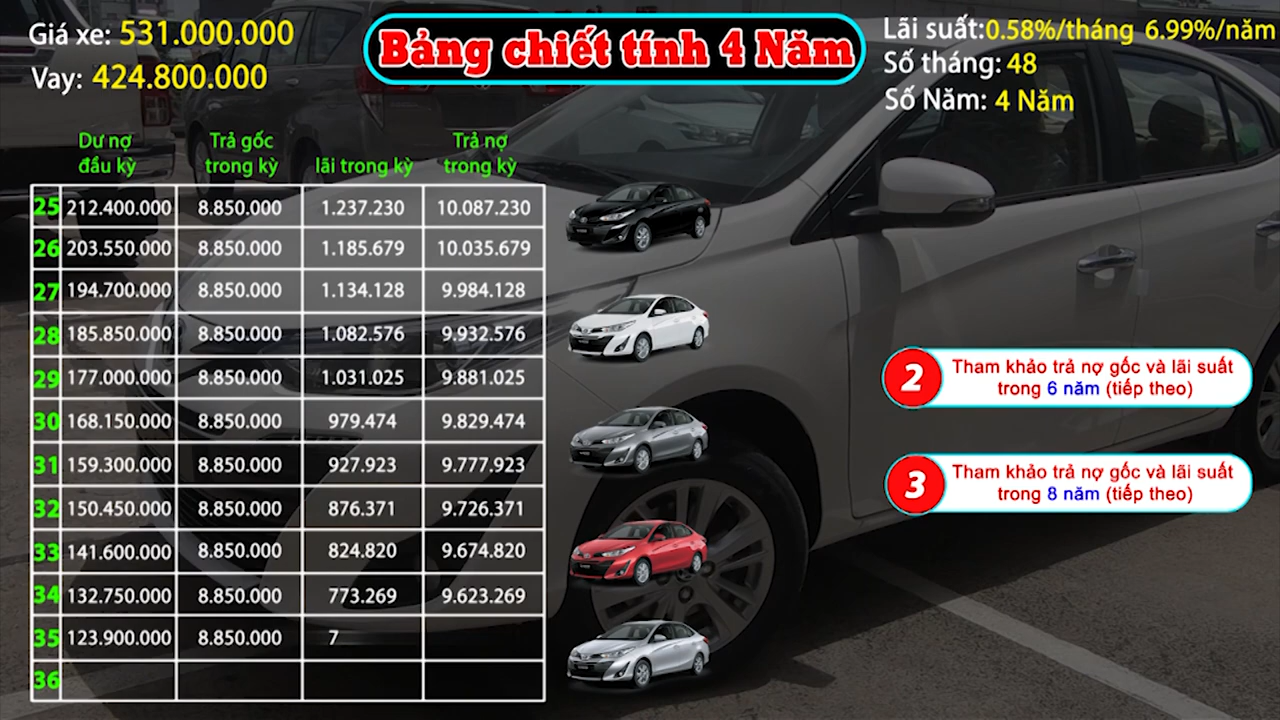 Giá xe: 531.000.000
Vay: 424.800.000
Bảng chiết tính 4 Năm
Lãi suất:0.58%/tháng 6.99%/năm
Số tháng: 48
Số Năm: 4 Năm
Dư nợ đầu kỳ Trả gốc trong kỳ lãi trong kỳ Trả nợ trong kỳ
25 212.400.000 8.850.000 1.237.230 10.087.230
26 203.550.000 8.850.000 1.185.679 10.035.679
27 194.700.000 8.850.000 1.134.128 9.984.128
28 185.850.000 8.850.000 1.082.576 9.932.576
29 177.000.000 8.850.000 1.031.025 9.881.025
30 168.150.000 8.850.000 979.474 9.829.474
31 159.300.000 8.850.000 927.923 9.777.923
32 150.450.000 8.850.000 876.371 9.726.371
33 141.600.000 8.850.000 824.820 9.674.820
34 132.750.000 8.850.000 773.269 9.623.269
35 123.900.000 8.850.000 7
36
2 Tham khảo trả nợ gốc và lãi suất
trong 6 năm (tiếp theo)
3 Tham khảo trả nợ gốc và lãi suất
trong 8 năm (tiếp theo)